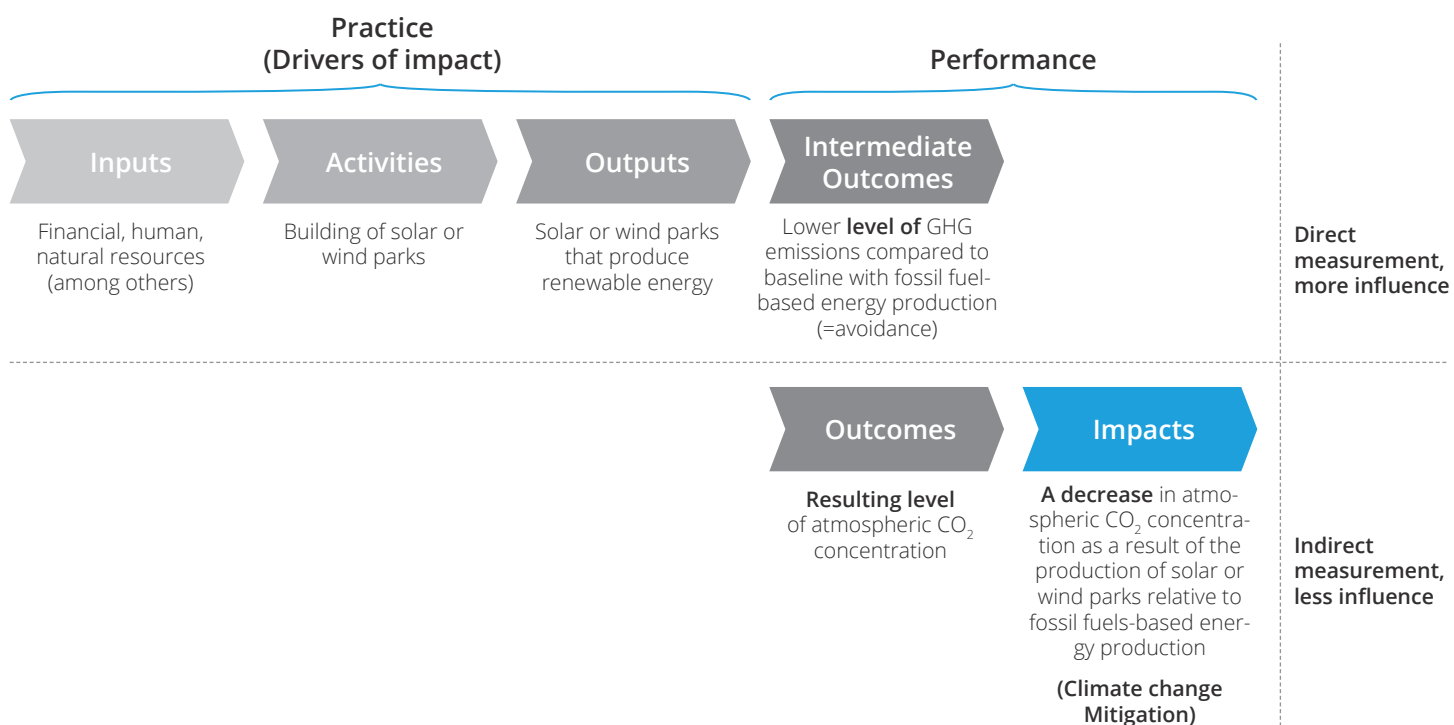 Practice
(Drivers of impact)
Performance
Inputs
Activities
Outputs
Intermediate
Outcomes
Financial, human,
natural resources
(among others)
Building of solar or
wind parks
Solar or wind parks
that produce
renewable energy
Lower level of GHG
emissions compared to
baseline with fossil fuel-
based energy production
(=avoidance)
Direct
measurement,
more influence
Outcomes
Impacts
Resulting level
of atmospheric CO₂
concentration
A decrease in atmo-
spheric CO₂ concentra-
tion as a result of the
production of solar or
wind parks relative to
fossil fuels-based ener-
gy production
(Climate change
Mitigation)
Indirect
measurement,
less influence